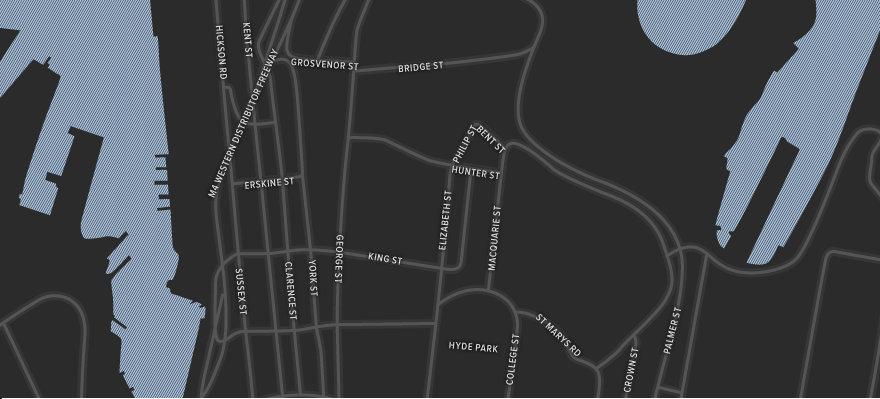 HICKSON RD
KENT ST
GROSVENOR ST
BRIDGE ST
M4 WESTERN DISTRIBUTOR FREEWAY
PHILIP ST
BENT ST
HUNTER ST
ERSKINE ST
ELIZABETH ST
MACQUARIE ST
GEORGE ST
KING ST
SUSSEX ST
CLARENCE ST
YORK ST
HYDE PARK
COLLEGE ST
ST MARYS RD
CROWN ST
PALMER ST